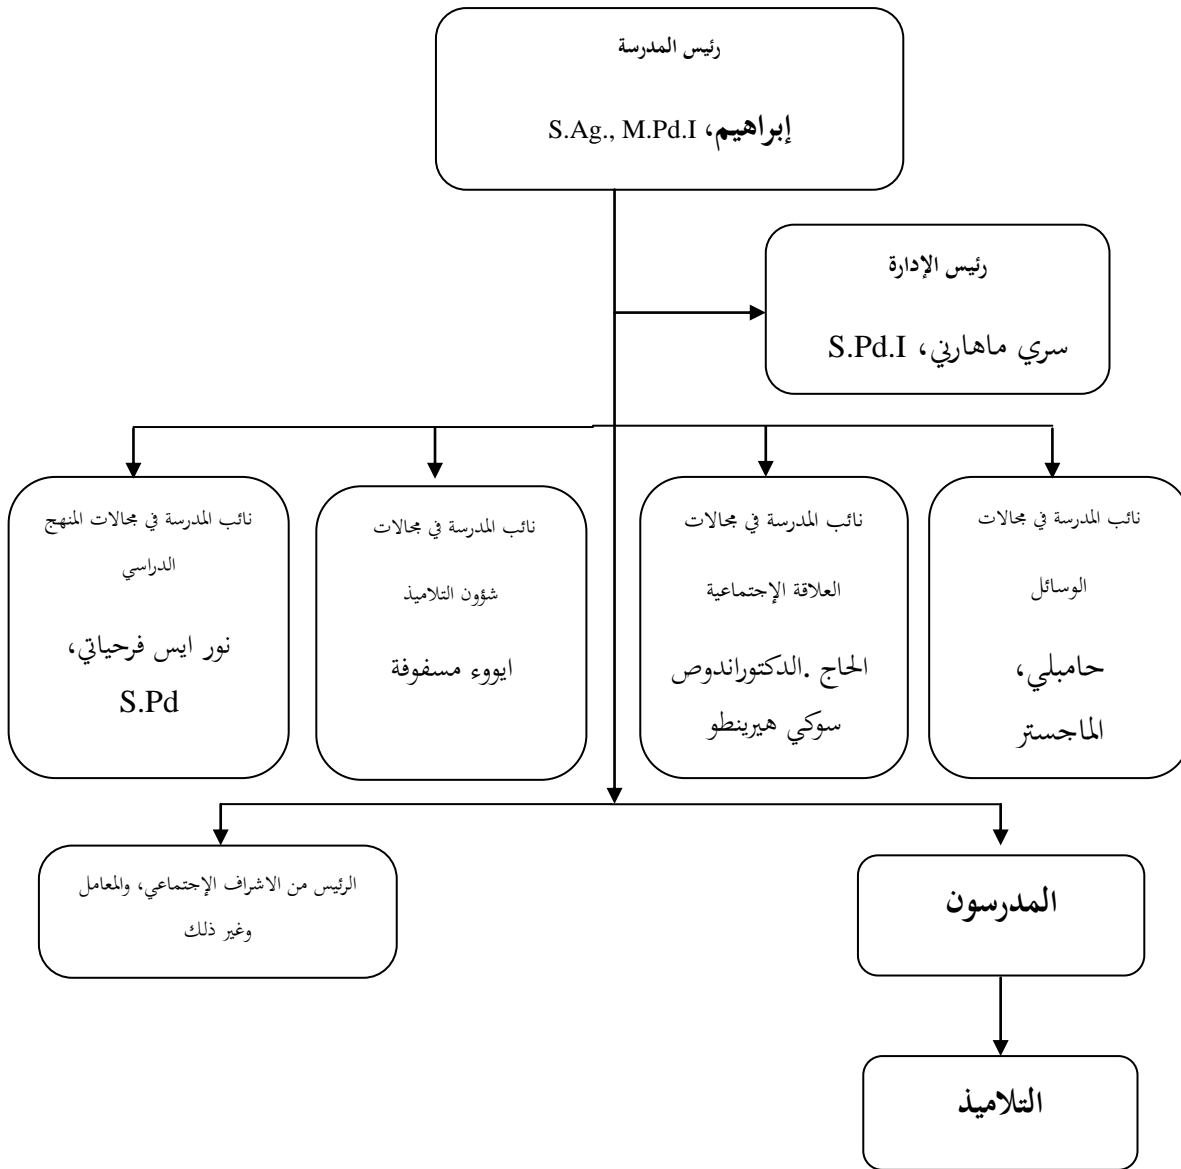 رئيس المدرسة
إبراهيم، S.Ag., M.Pd.I
رئيس الإدارة
سري ماهارني، S.Pd.I
نائب المدرسة في مجالات
الوسائل
حامبلي،
الماجستر
نائب المدرسة في مجالات
العلاقة الإجتماعية
الحاج .الدكتوراندوص
سوكي هيرينطو
نائب المدرسة في مجالات
شؤون التلاميذ
ايووء مسفوفة
نائب المدرسة في مجالات المنهج
الدراسي
نور ايس فرحياتي،
S.Pd
المدرسون
الرئيس من الاشراف الإجتماعي، والمعامل
وغير ذلك
التلاميذ